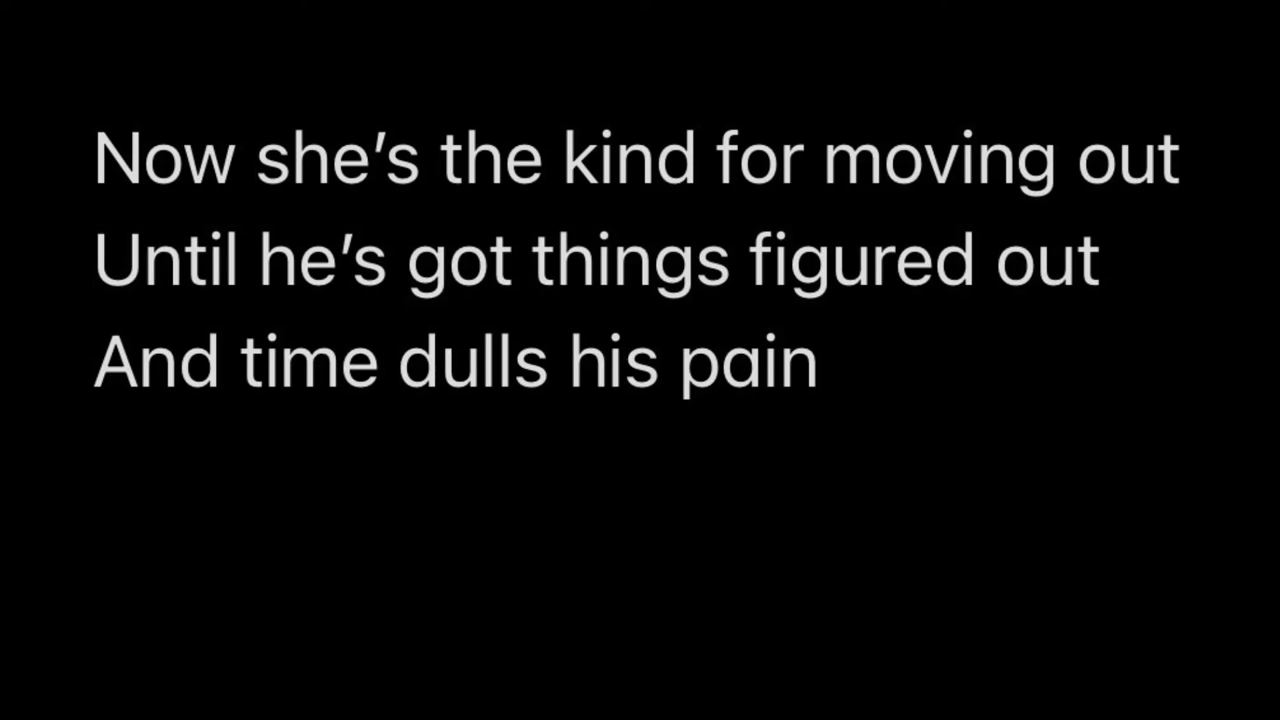 Now she’s the kind for moving out
Until he’s got things figured out
And time dulls his pain